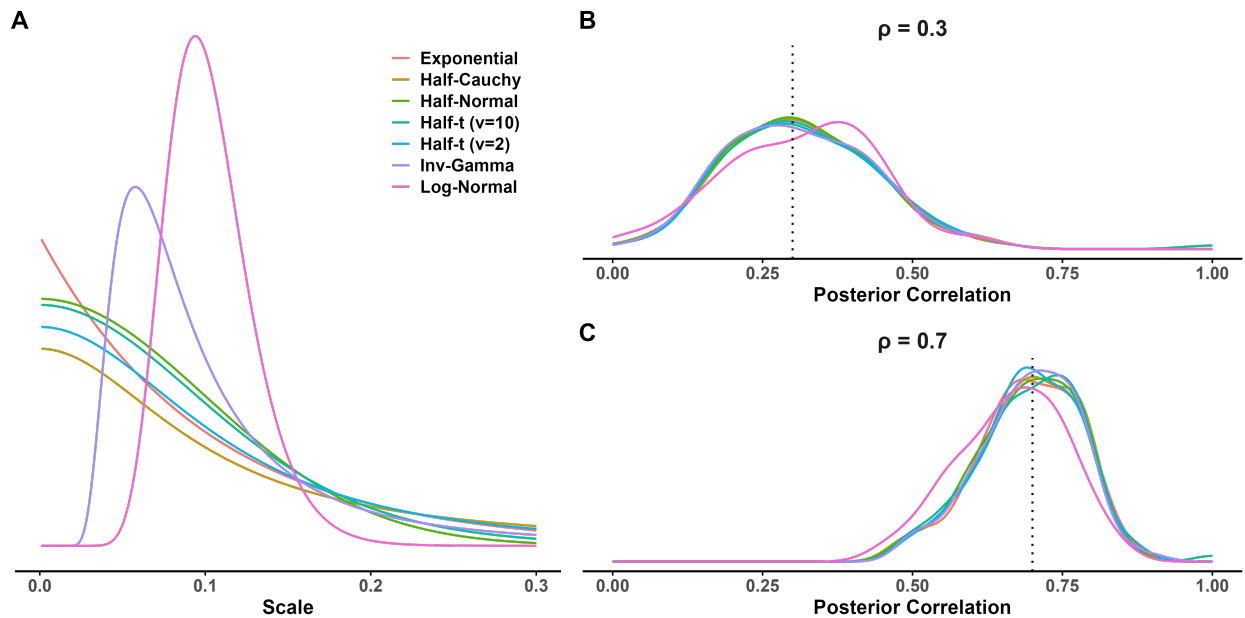 A
Exponential
Half-Cauchy
Half-Normal
Half-t (ν=10)
Half-t (ν=2)
Inv-Gamma
Log-Normal
0.0 0.1 0.2 0.3
Scale
B
ρ = 0.3
0.00 0.25 0.50 0.75 1.00
Posterior Correlation
C
ρ = 0.7
0.00 0.25 0.50 0.75 1.00
Posterior Correlation